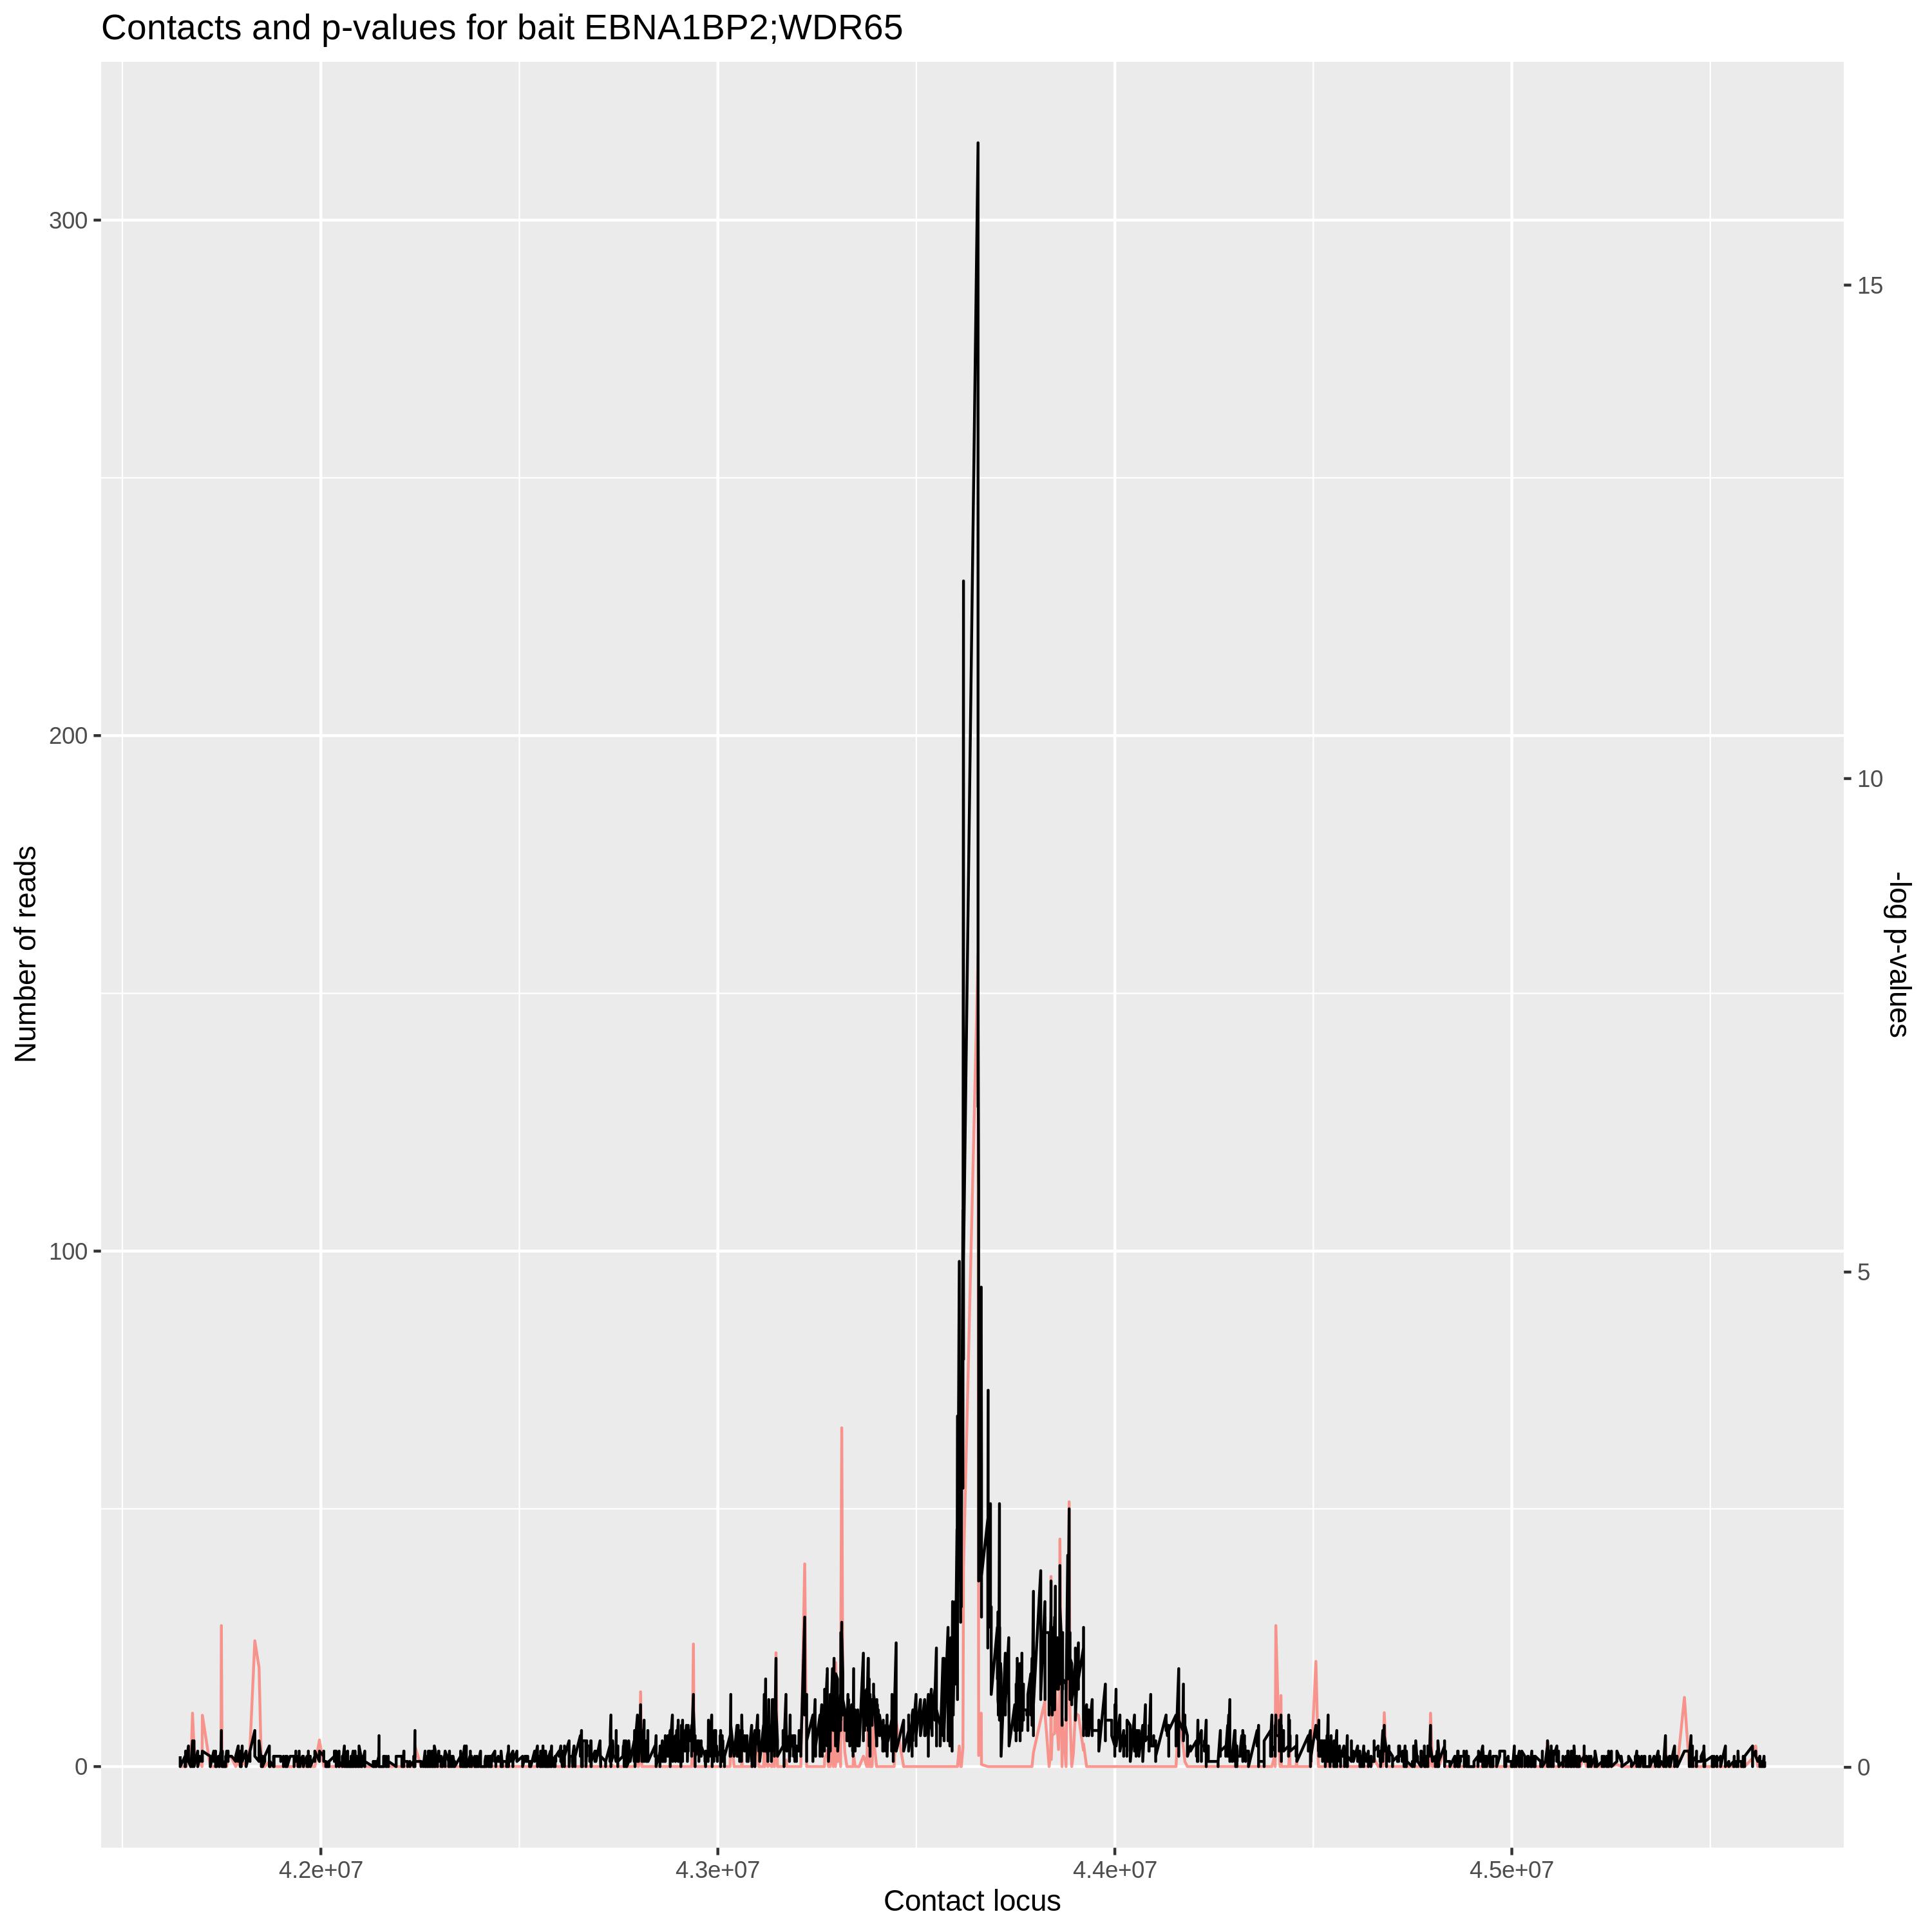 Contacts and p-values for bait EBNA1BP2;WDR65
300
200
100
0
Number of reads
15
10
5
0
-log p-values
4.2e+07
4.3e+07
4.4e+07
4.5e+07
Contact locus